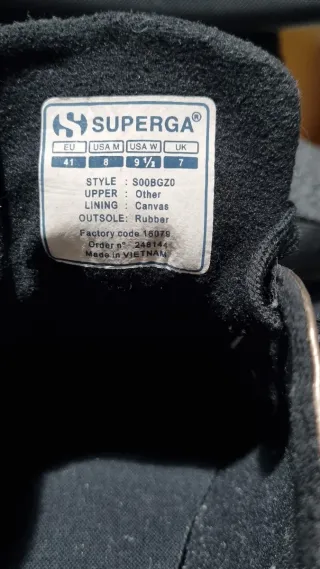 SUPERGA®
EU USA M USA W UK
41 8 9 ½ 7
STYLE : S00BGZ0
UPPER : Other
LINING : Canvas
OUTSOLE: Rubber
Factory code 15079
Order n° 248144
Made in VIETNAM